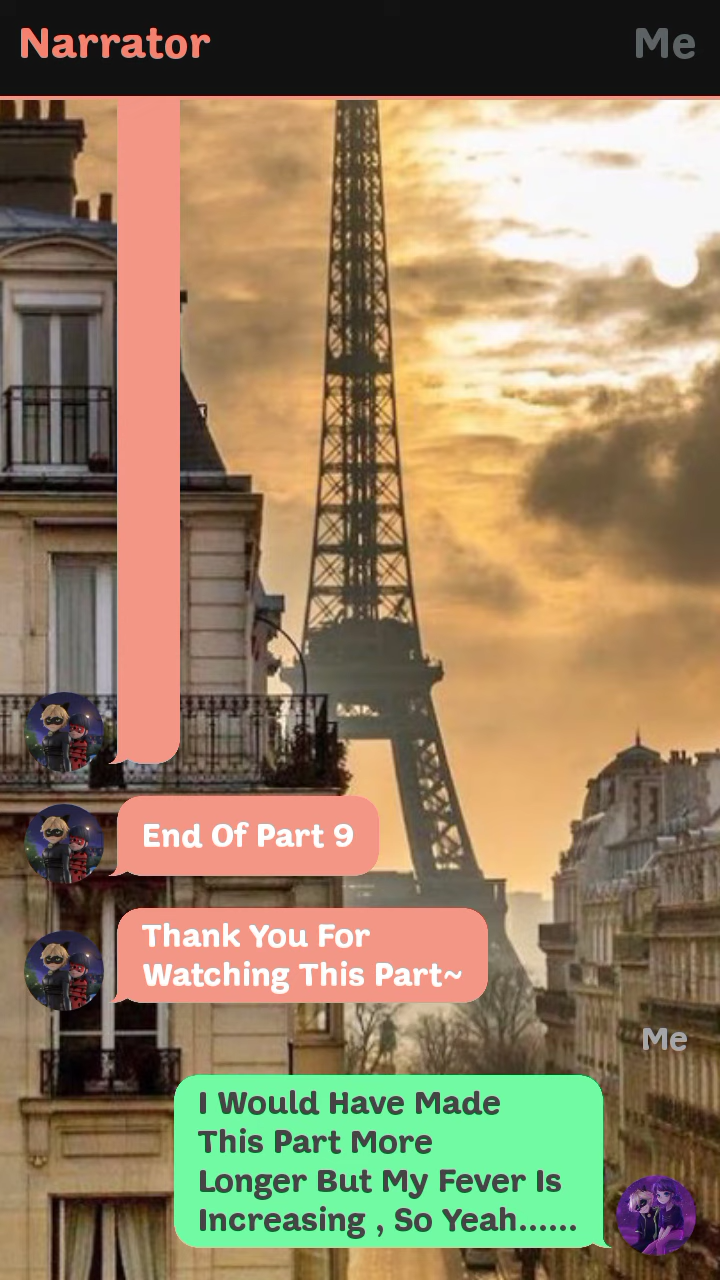 Narrator
Me
End Of Part 9
Thank You For
Watching This Part~
Me
I Would Have Made
This Part More
Longer But My Fever Is
Increasing , So Yeah......